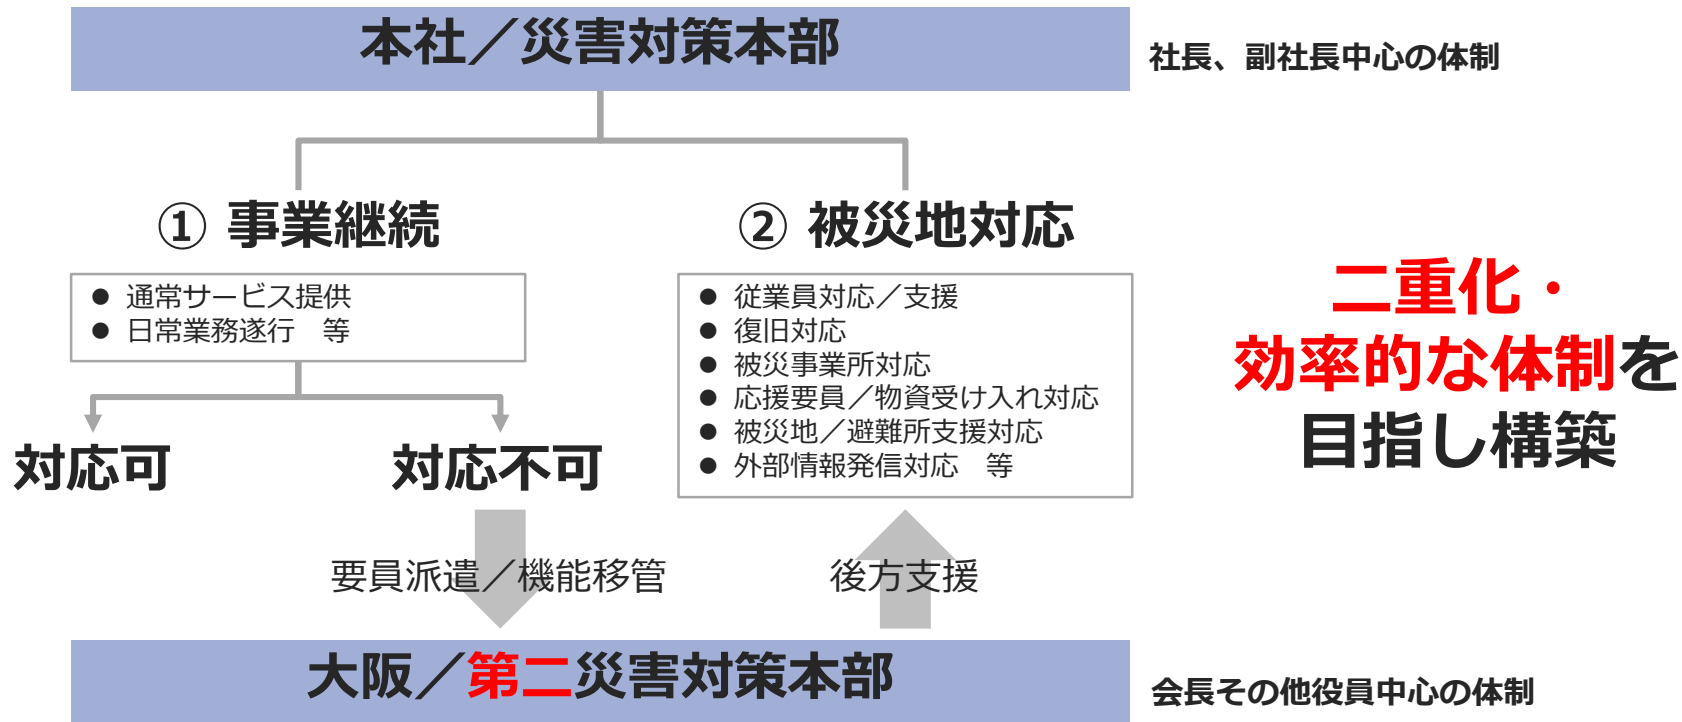 本社／災害対策本部
社長、副社長中心の体制
① 事業継続
● 通常サービス提供
● 日常業務遂行　等
対応可
対応不可
② 被災地対応
● 従業員対応／支援
● 復旧対応
● 被災事業所対応
● 応援要員／物資受け入れ対応
● 被災地／避難所支援対応
● 外部情報発信対応　等
二重化・
効率的な体制を
目指し構築
要員派遣／機能移管
後方支援
大阪／第二災害対策本部
会長その他役員中心の体制